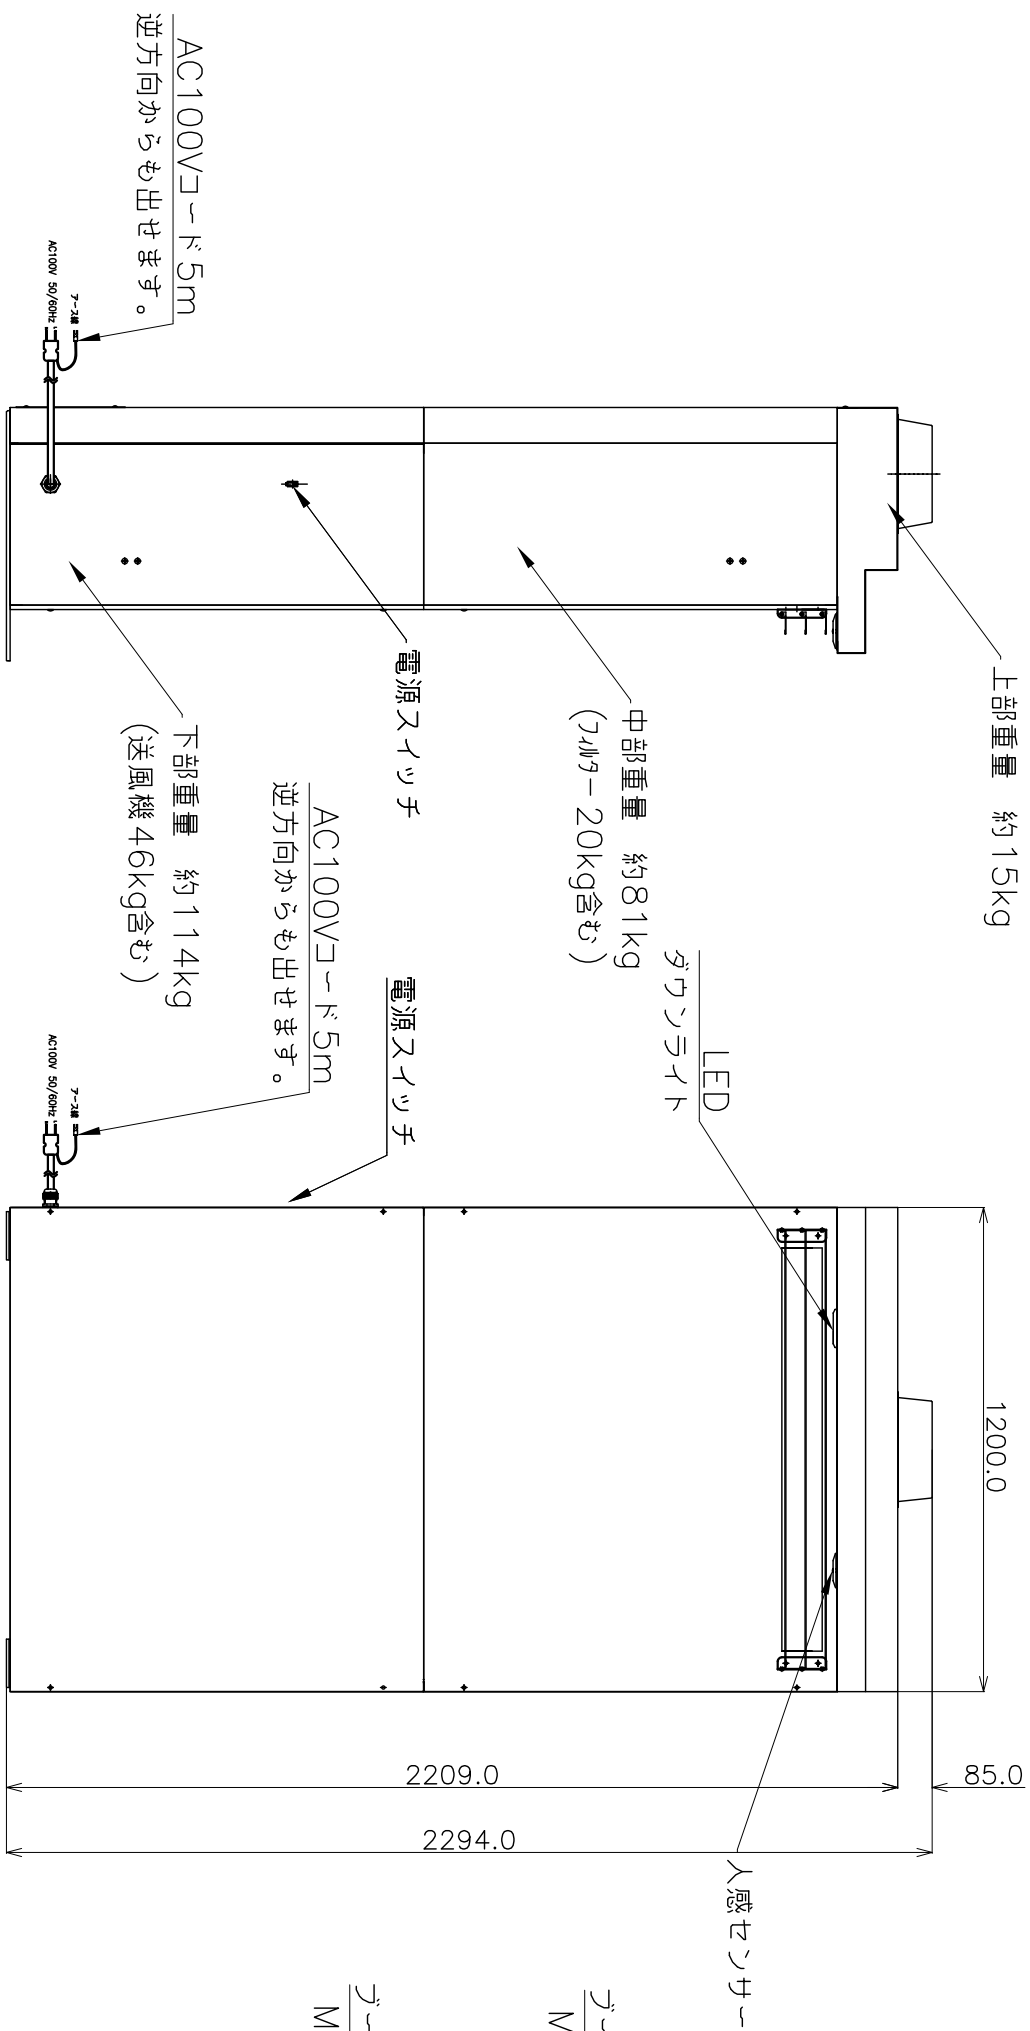 上部重量 約15kg
中部重量 約81kg
(フィルター20kg含む)
電源スイッチ
下部重量 約114kg
(送風機46kg含む)
AC100Vコード5m
逆方向からも出せます。
アース線
AC100V 50/60Hz
1200.0
LED
ダウンライト
電源スイッチ
AC100Vコード5m
逆方向からも出せます。
アース線
AC100V 50/60Hz
85.0
2209.0
2294.0
人感センサー
ブー
M
ブー
M